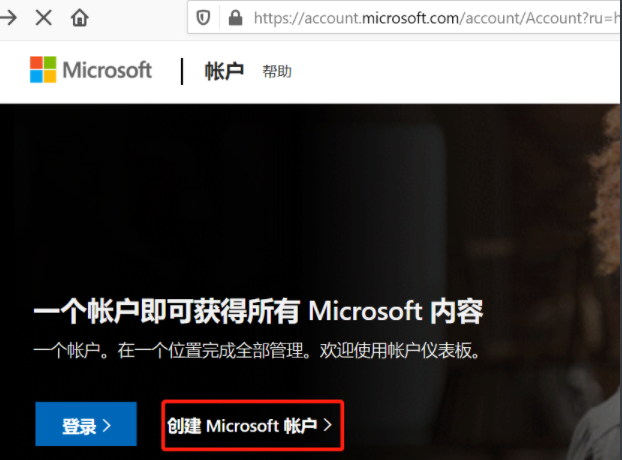 https://account.microsoft.com/account/Account?ru=h
Microsoft | 帐户 帮助
一个帐户即可获得所有 Microsoft 内容
一个帐户。在一个位置完成全部管理。欢迎使用帐户仪表板。
登录 > 创建 Microsoft 帐户 >